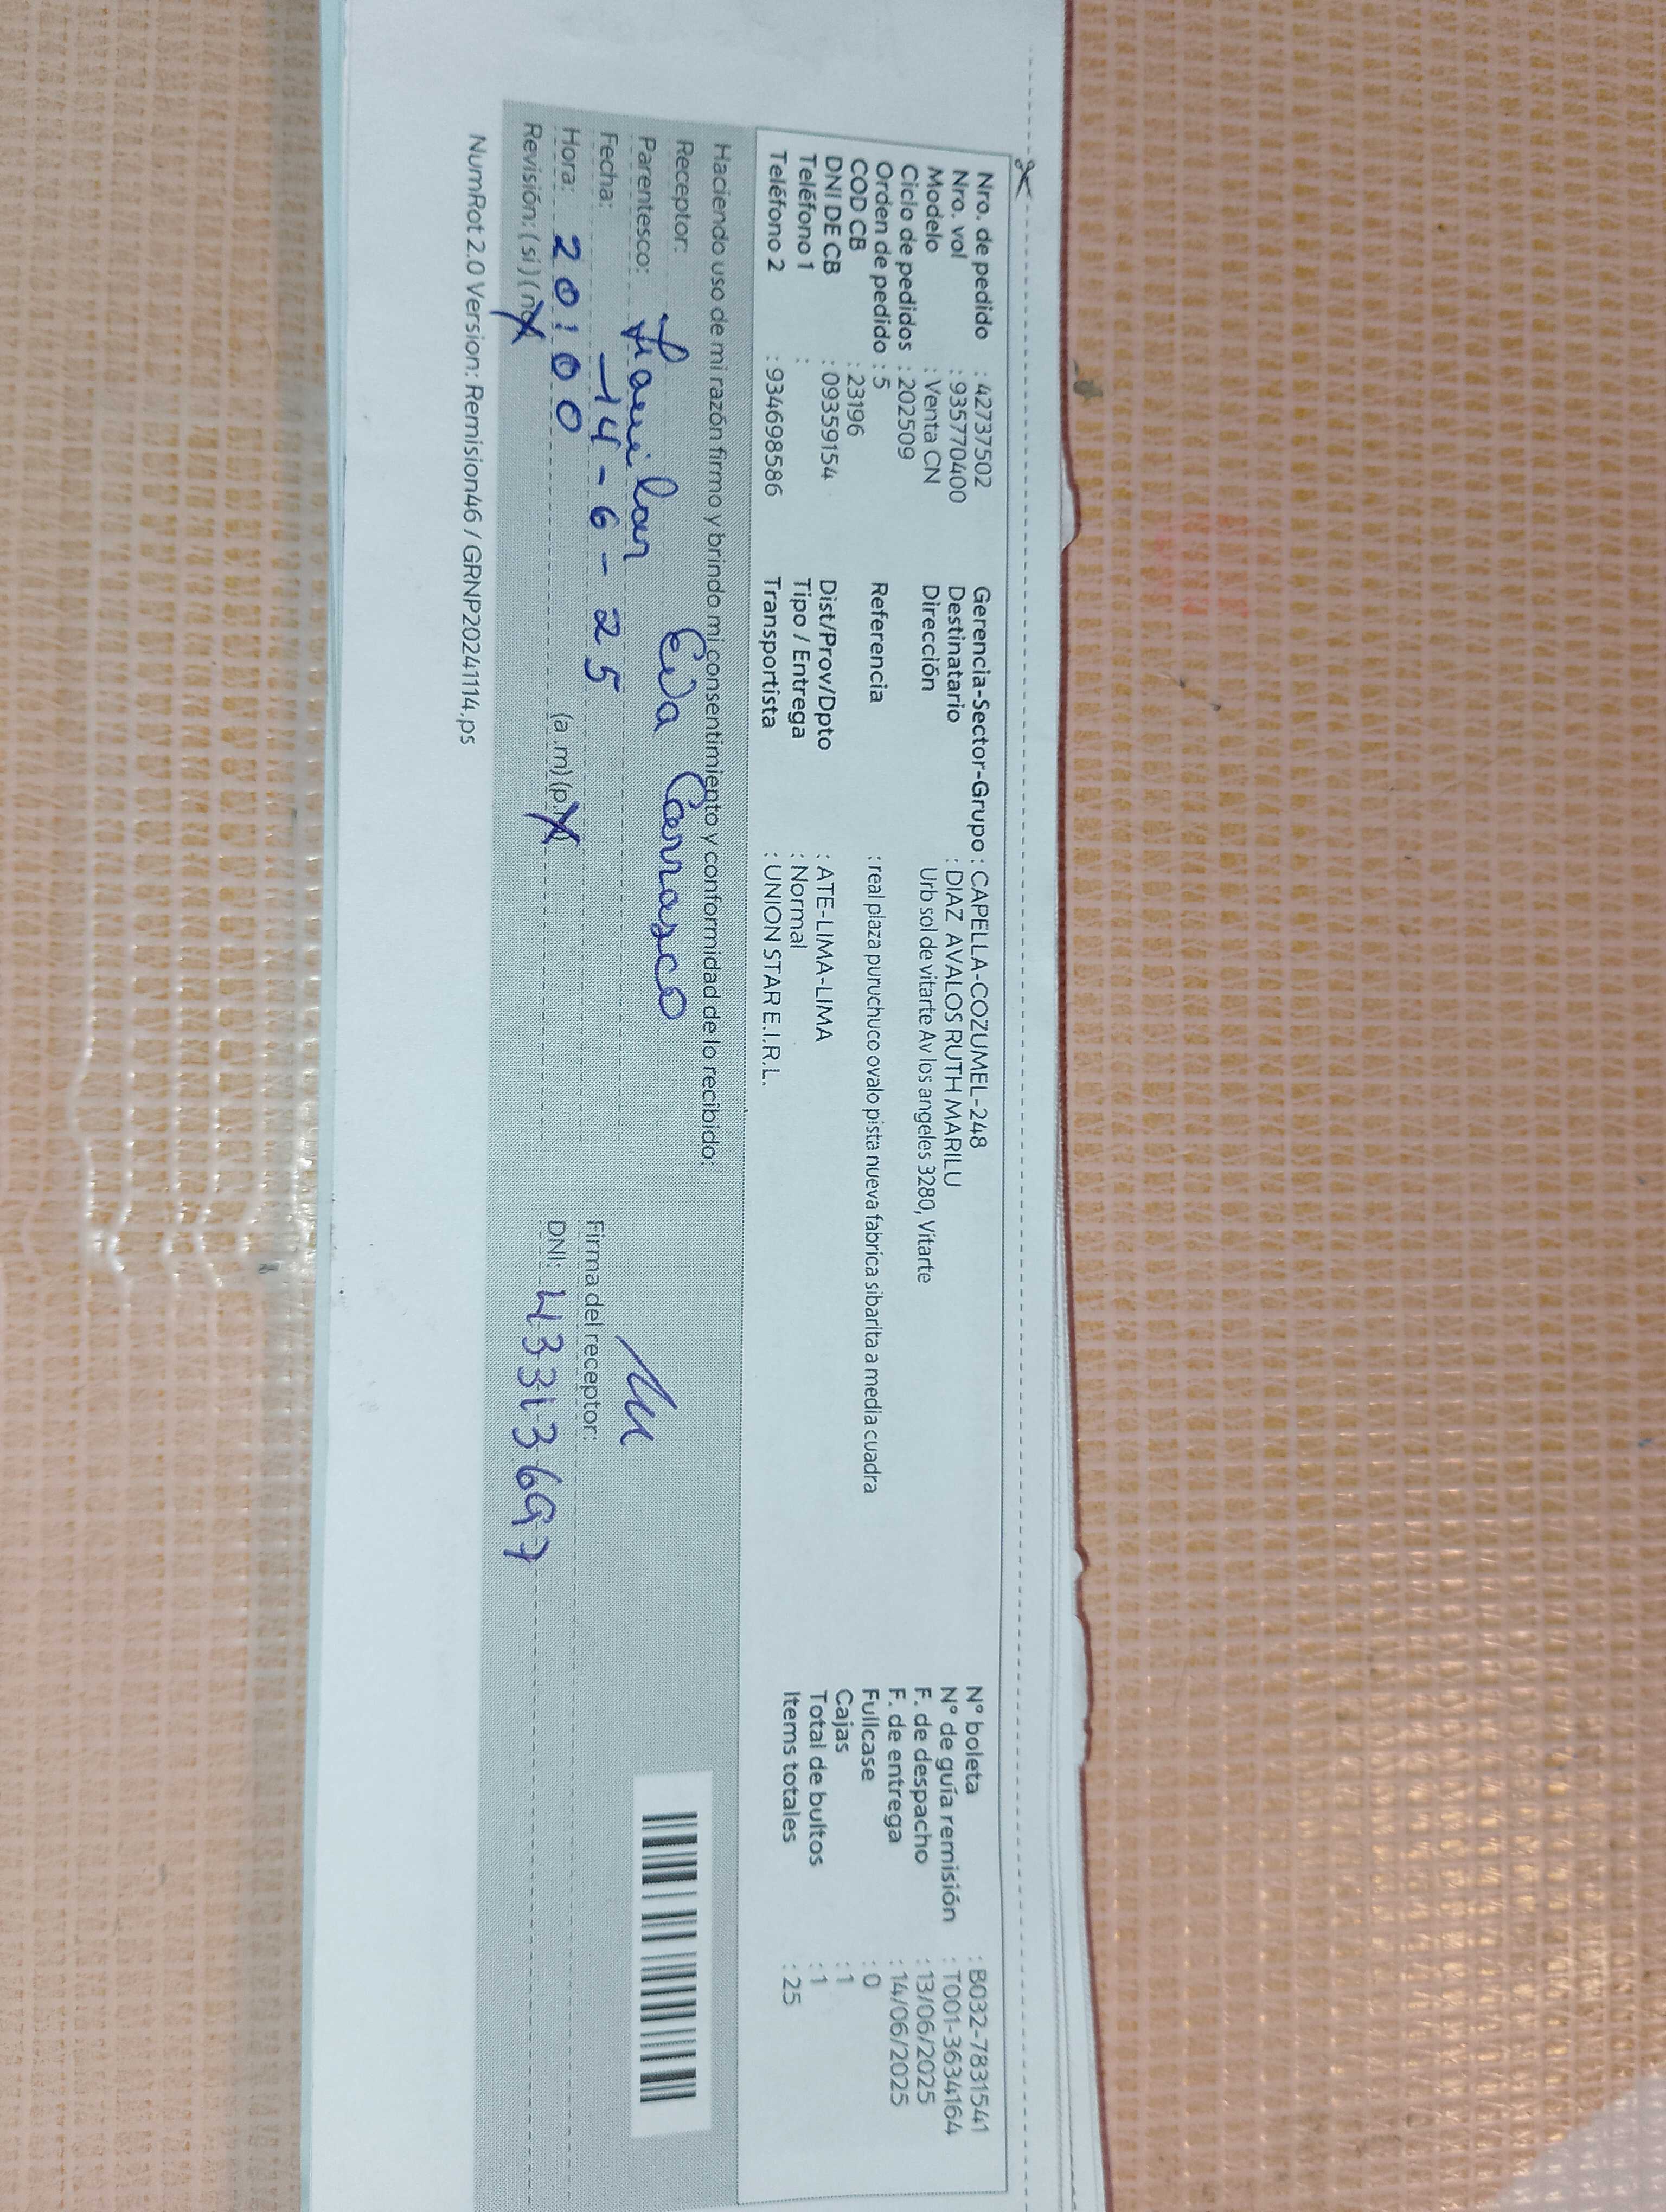 Nro. de pedido : 42737502
Nro. vol : 935770400
Modelo : Venta CN
Ciclo de pedidos : 202509
Orden de pedido : 5
COD CB : 23196
DNI DE CB : 09359154
Teléfono 1 :
Teléfono 2 : 934698586
Gerencia-Sector-Grupo : CAPELLA-COZUMEL-248
Destinatario : DIAZ AVALOS RUTH MARILU
Dirección Urb sol de vitarte Av los angeles 3280, Vitarte
Referencia : real plaza puruchuco ovalo pista nueva fabrica sibarita a media cuadra
Dist/Prov/Dpto : ATE-LIMA-LIMA
Tipo / Entrega : Normal
Transportista : UNION STAR E.I.R.L.
N° boleta : B032-7831541
N° de guía remisión : T001-3634164
F. de despacho : 13/06/2025
F. de entrega : 14/06/2025
Fullcase : 0
Cajas : 1
Total de bultos : 1
Items totales : 25
Haciendo uso de mi razón firmo y brindo mi consentimiento y conformidad de lo recibido:
Receptor: Carrasco
Parentesco: Familiar
Fecha: 14-6-25
Hora: 20:00 (a.m) (p.m)
Revisión: (si) (no)
Firma del receptor:
DNI: 43313697
NumRot 2.0 Version: Remision46 / GRNP20241114.ps